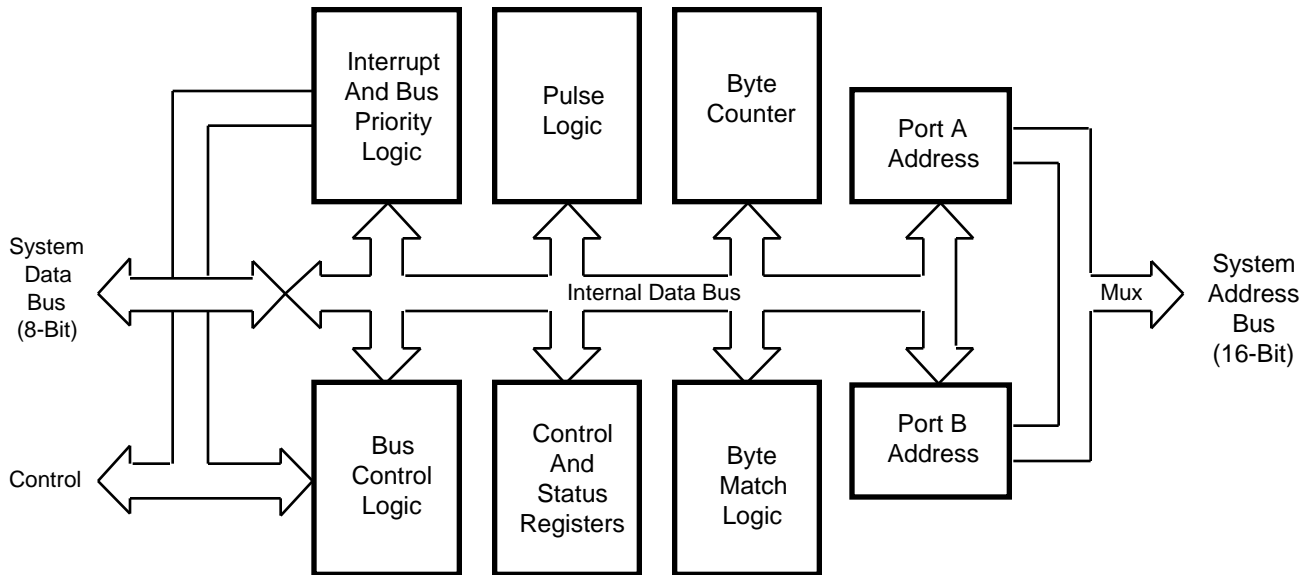 Interrupt
And Bus
Priority
Logic
Pulse
Logic
Byte
Counter
Port A
Address
System
Data
Bus
(8-Bit)
Internal Data Bus
Mux
System
Address
Bus
(16-Bit)
Control
Bus
Control
Logic
Control
And
Status
Registers
Byte
Match
Logic
Port B
Address